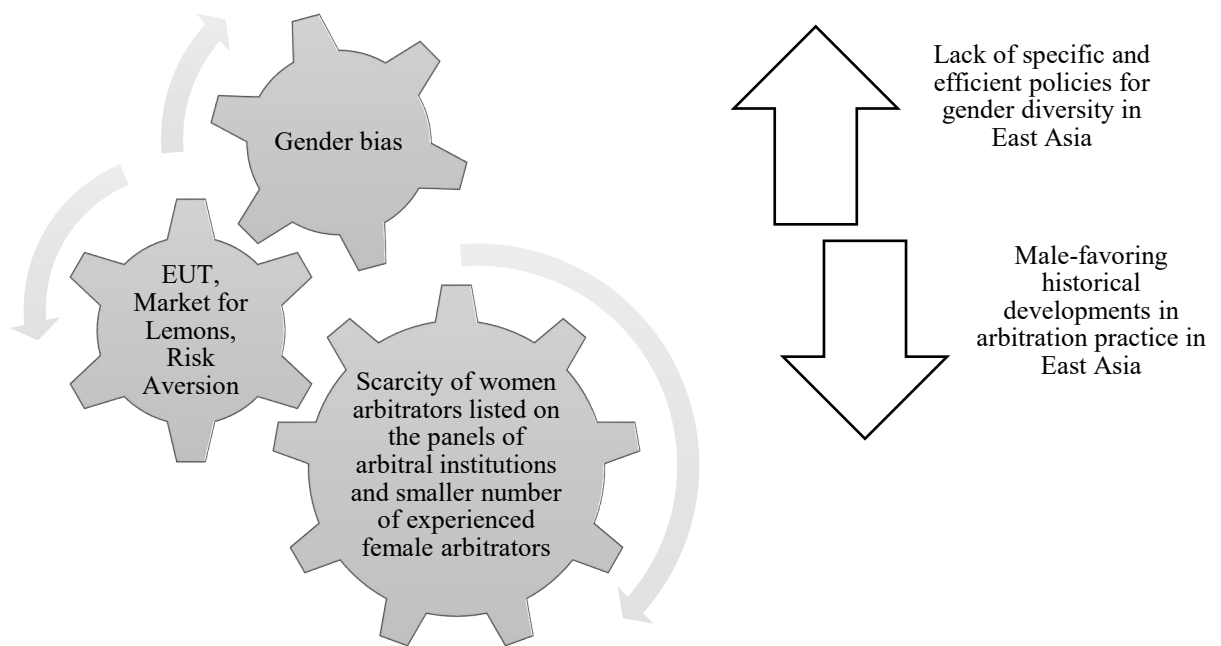 Gender bias
EUT,
Market for
Lemons,
Risk
Aversion
Scarcity of women
arbitrators listed on
the panels of
arbitral institutions
and smaller number
of experienced
female arbitrators
Lack of specific and
efficient policies for
gender diversity in
East Asia
Male-favoring
historical
developments in
arbitration practice in
East Asia